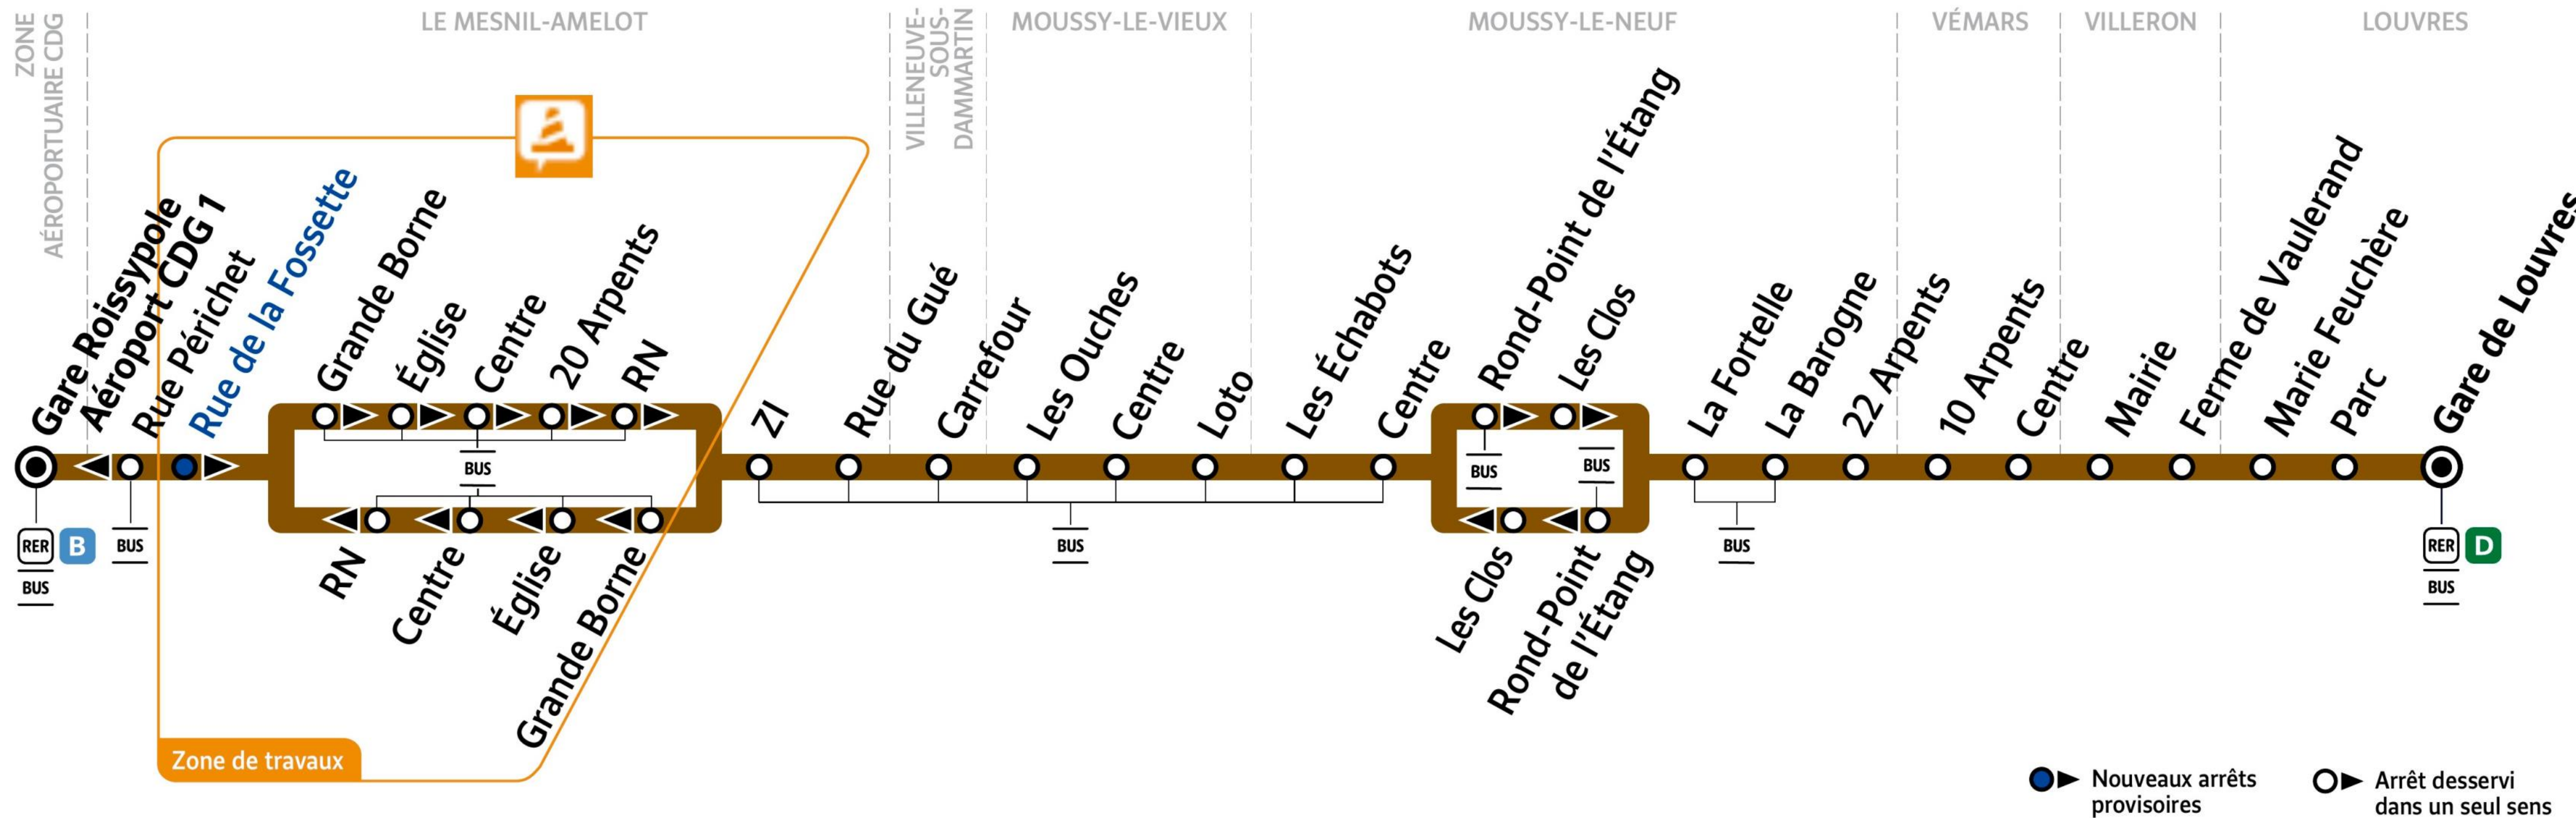 ZONE
AÉROPORTUAIRE CDG
LE MESNIL-AMELOT
VILLENEUVE-
SOUS-
DAMMARTIN
MOUSSY-LE-VIEUX
MOUSSY-LE-NEUF
VÉMARS
VILLERON
LOUVRES
Gare Roissypole
Aéroport CDG 1
Rue Périchet
Rue de la Fossette
Grande Borne
Église
Centre
20 Arpents
RN
ZI
Rue du Gué
Carrefour
Les Ouches
Centre
Loto
Les Échabots
Centre
Rond-Point de l'Étang
Les Clos
La Fortelle
La Barogne
22 Arpents
10 Arpents
Centre
Mairie
Ferme de Vaulerand
Marie Feuchère
Parc
Gare de Louvres
BUS
BUS
BUS
RER B
BUS
BUS
BUS
BUS
RER D
BUS
RN
Centre
Église
Grande Borne
Les Clos
Rond-Point
de l'Étang
Zone de travaux
Nouveaux arrêts
provisoires
Arrêt desservi
dans un seul sens